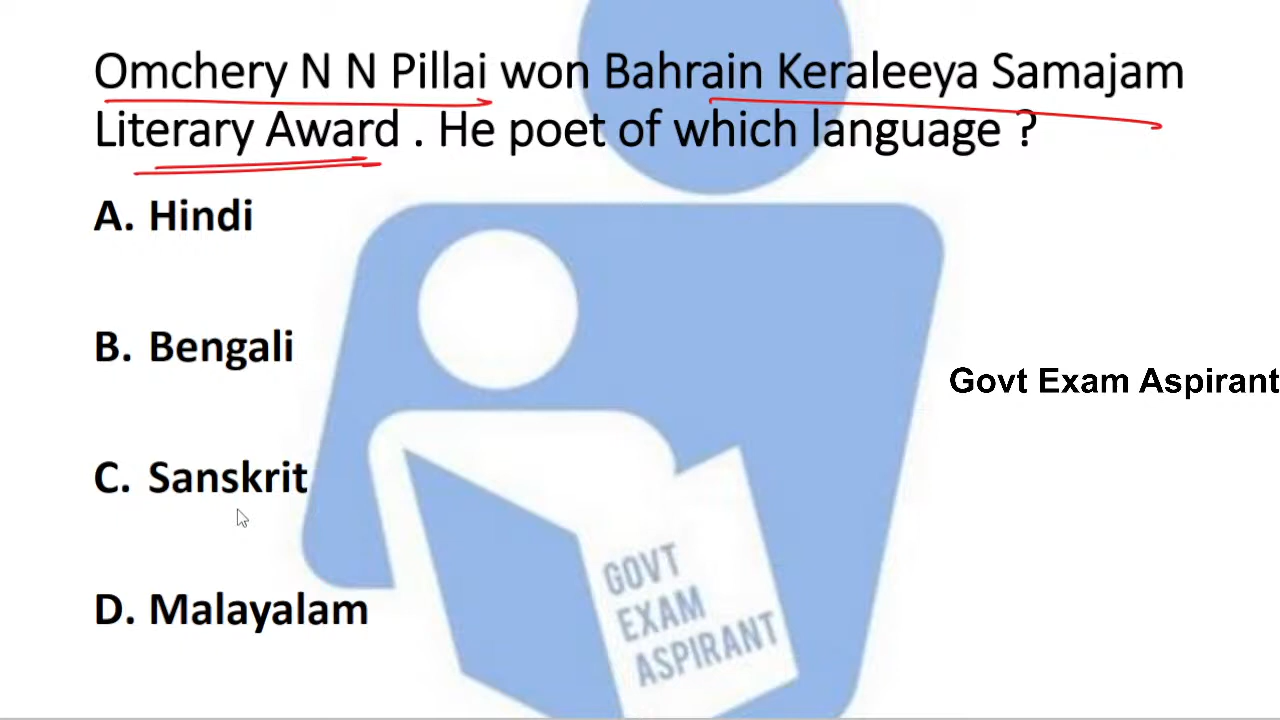 Omchery N N Pillai won Bahrain Keraleeya Samajam
Literary Award . He poet of which language ?
A. Hindi
B. Bengali
Govt Exam Aspirant
C. Sanskrit
D. Malayalam
GOVT
EXAM
ASPIRANT